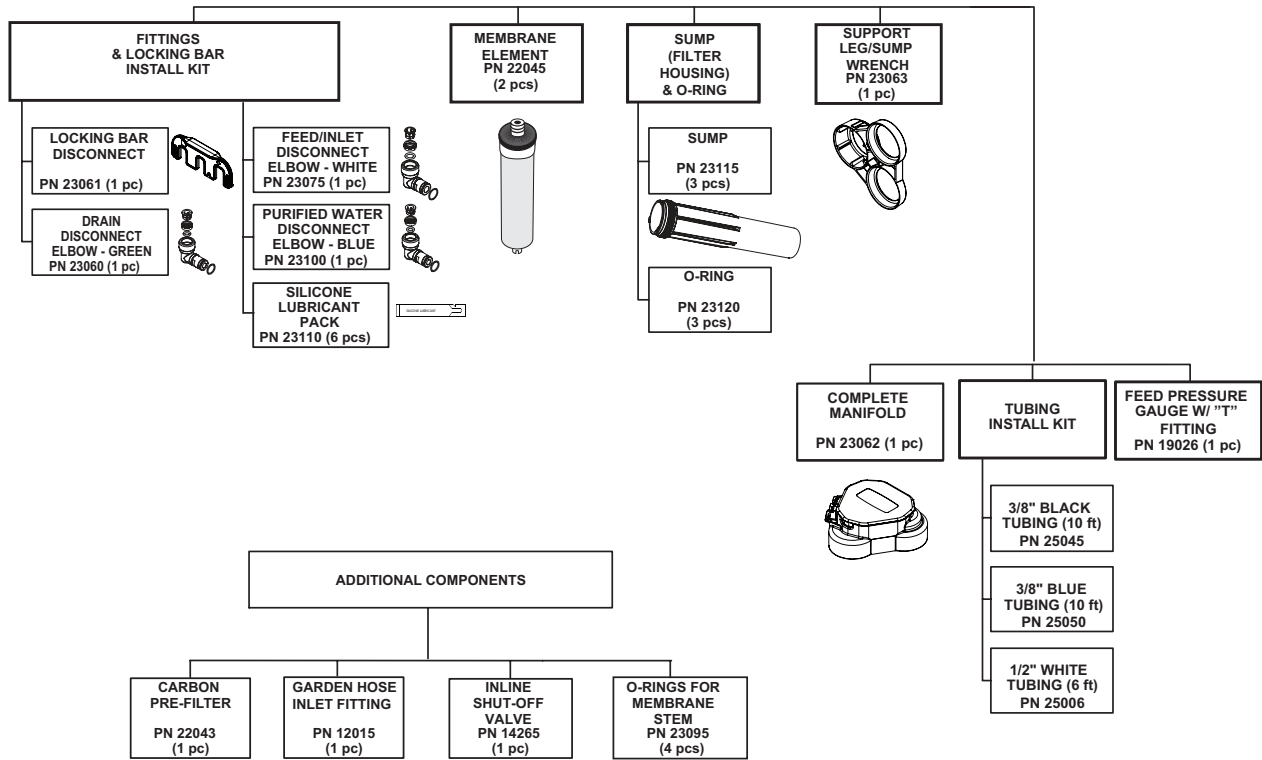 FITTINGS
& LOCKING BAR
INSTALL KIT
LOCKING BAR
DISCONNECT
PN 23061 (1 pc)
DRAIN
DISCONNECT
ELBOW - GREEN
PN 23060 (1 pc)
FEED/INLET
DISCONNECT
ELBOW - WHITE
PN 23075 (1 pc)
PURIFIED WATER
DISCONNECT
ELBOW - BLUE
PN 23100 (1 pc)
SILICONE
LUBRICANT
PACK
PN 23110 (6 pcs)
SILICONE LUBRICANT
MEMBRANE
ELEMENT
PN 22045
(2 pcs)
SUMP
(FILTER
HOUSING)
& O-RING
SUMP
PN 23115
(3 pcs)
O-RING
PN 23120
(3 pcs)
SUPPORT
LEG/SUMP
WRENCH
PN 23063
(1 pc)
COMPLETE
MANIFOLD
PN 23062 (1 pc)
TUBING
INSTALL KIT
3/8" BLACK
TUBING (10 ft)
PN 25045
3/8" BLUE
TUBING (10 ft)
PN 25050
1/2" WHITE
TUBING (6 ft)
PN 25006
FEED PRESSURE
GAUGE W/ ”T”
FITTING
PN 19026 (1 pc)
ADDITIONAL COMPONENTS
CARBON
PRE-FILTER
PN 22043
(1 pc)
GARDEN HOSE
INLET FITTING
PN 12015
(1 pc)
INLINE
SHUT-OFF
VALVE
PN 14265
(1 pc)
O-RINGS FOR
MEMBRANE
STEM
PN 23095
(4 pcs)